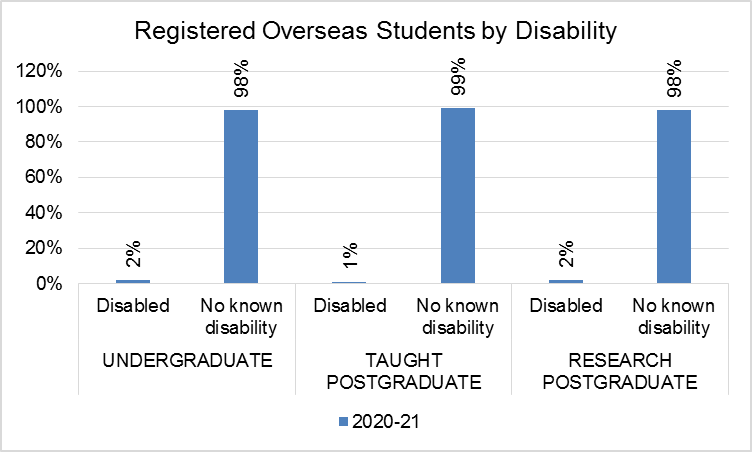 Registered Overseas Students by Disability
120%
100%
80%
60%
40%
20%
0%
2%
98%
1%
99%
2%
98%
Disabled
No known
disability
Disabled
No known
disability
Disabled
No known
disability
UNDERGRADUATE
TAUGHT
POSTGRADUATE
RESEARCH
POSTGRADUATE
2020-21